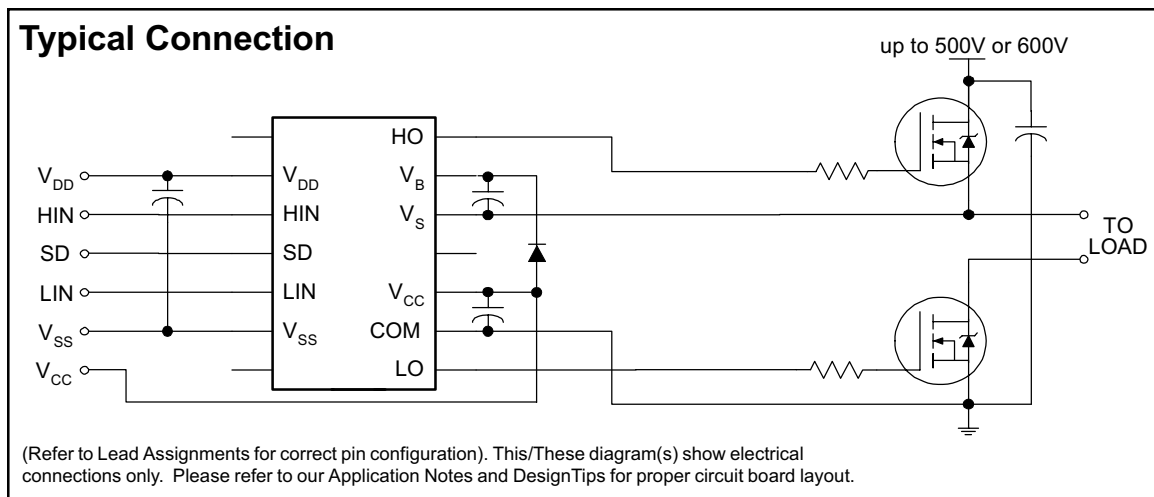 Typical Connection
up to 500V or 600V
HO
VDD
VDD
VB
HIN
HIN
VS
TO
LOAD
SD
SD
LIN
LIN
VCC
VSS
VSS
COM
VCC
LO
(Refer to Lead Assignments for correct pin configuration). This/These diagram(s) show electrical
connections only. Please refer to our Application Notes and DesignTips for proper circuit board layout.